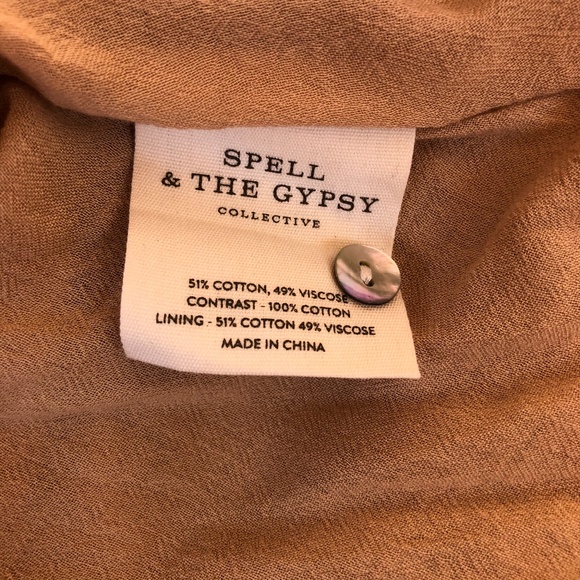 SPELL
& THE GYPSY
COLLECTIVE
51% COTTON, 49% VISCOSE
CONTRAST - 100% COTTON
LINING - 51% COTTON 49% VISCOSE
MADE IN CHINA